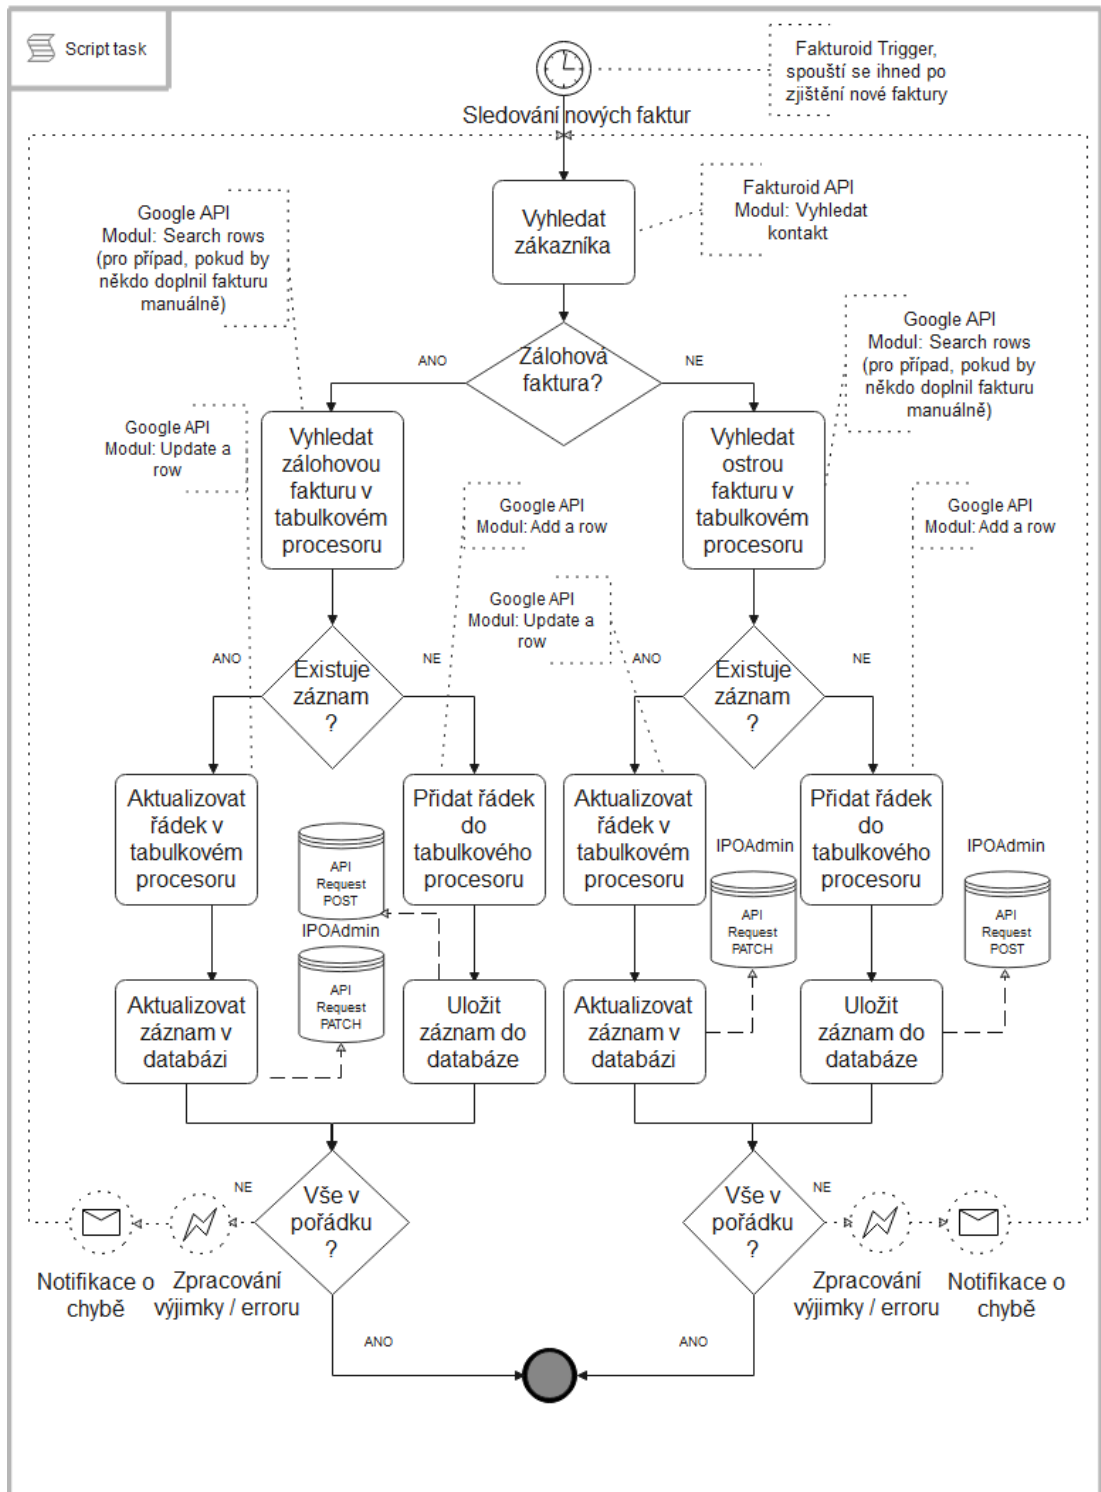 Script task
Fakturoid Trigger,
spouští se ihned po
zjištění nové faktury
Sledování nových faktur
Fakturoid API
Modul: Vyhledat
kontakt
Vyhledat
zákazníka
Google API
Modul: Search rows
(pro případ, pokud by
někdo doplnil fakturu
manuálně)
Google API
Modul: Search rows
(pro případ, pokud by
někdo doplnil fakturu
manuálně)
ANO
Zálohová
faktura?
NE
Google API
Modul: Update a
row
Vyhledat
zálohovou
fakturu v
tabulkovém
procesoru
Vyhledat
ostrou
fakturu v
tabulkovém
procesoru
Google API
Modul: Add a row
Google API
Modul: Add a row
Google API
Modul: Update a
row
ANO
Existuje
záznam
?
NE
ANO
Existuje
záznam
?
NE
Aktualizovat
řádek v
tabulkovém
procesoru
Přidat řádek
do
tabulkového
procesoru
Aktualizovat
řádek v
tabulkovém
procesoru
Přidat řádek
do
tabulkového
procesoru
API
Request
POST
IPOAdmin
API
Request
PATCH
IPOAdmin
API
Request
PATCH
IPOAdmin
API
Request
POST
Aktualizovat
záznam v
databázi
Uložit
záznam do
databáze
Aktualizovat
záznam v
databázi
Uložit
záznam do
databáze
NE
Vše v
pořádku
?
Vše v
pořádku
?
NE
Notifikace o
chybě
Zpracování
výjimky / erroru
Zpracování
výjimky / erroru
Notifikace o
chybě
ANO
ANO